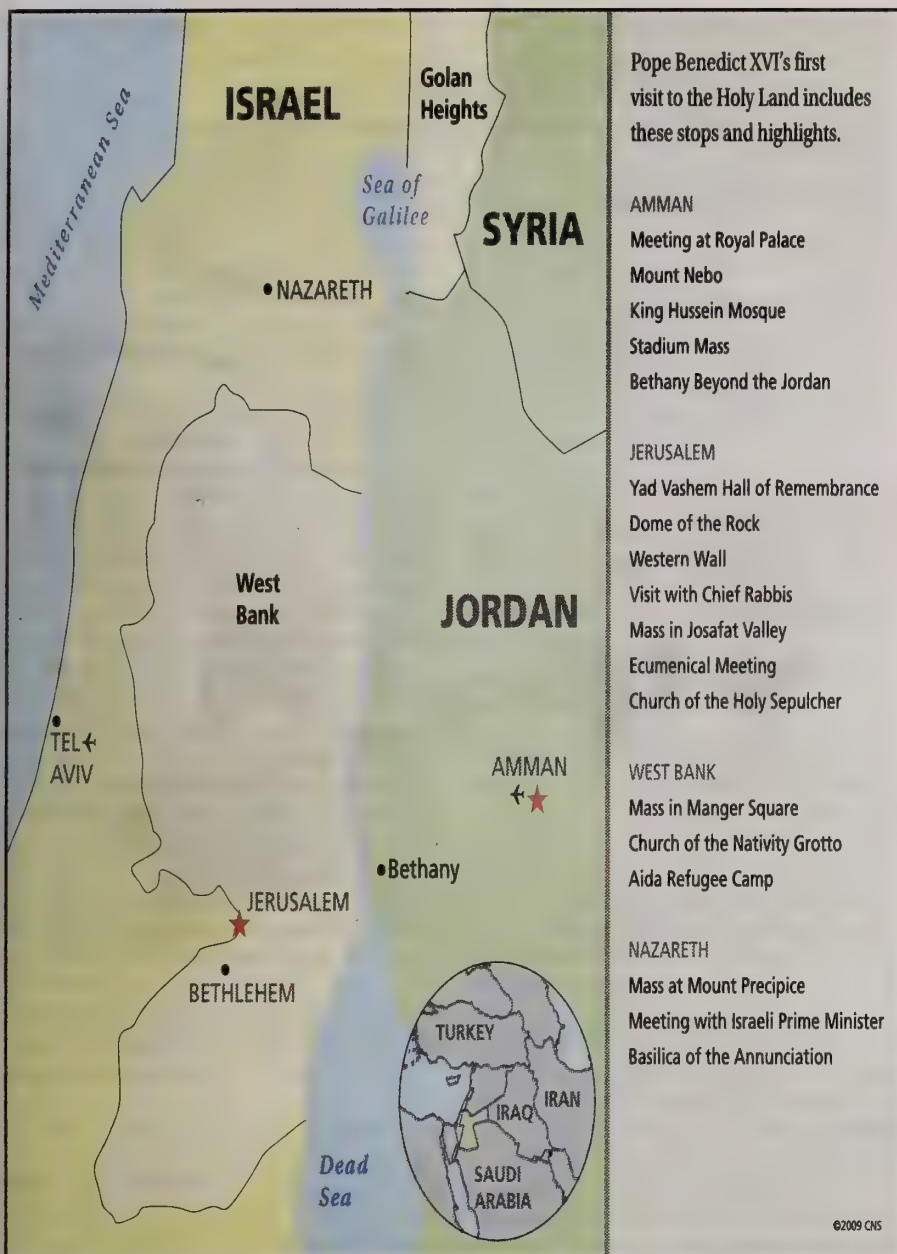 Mediterranean Sea
ISRAEL
Golan
Heights
Sea of
Galilee
SYRIA
NAZARETH
West
Bank
JORDAN
TEL
AVIV
AMMAN
Bethany
JERUSALEM
BETHLEHEM
Dead
Sea
TURKEY
IRAQ
IRAN
SAUDI
ARABIA
Pope Benedict XVI's first
visit to the Holy Land includes
these stops and highlights.
AMMAN
Meeting at Royal Palace
Mount Nebo
King Hussein Mosque
Stadium Mass
Bethany Beyond the Jordan
JERUSALEM
Yad Vashem Hall of Remembrance
Dome of the Rock
Western Wall
Visit with Chief Rabbis
Mass in Josafat Valley
Ecumenical Meeting
Church of the Holy Sepulcher
WEST BANK
Mass in Manger Square
Church of the Nativity Grotto
Aida Refugee Camp
NAZARETH
Mass at Mount Precipice
Meeting with Israeli Prime Minister
Basilica of the Annunciation
©2009 CNS